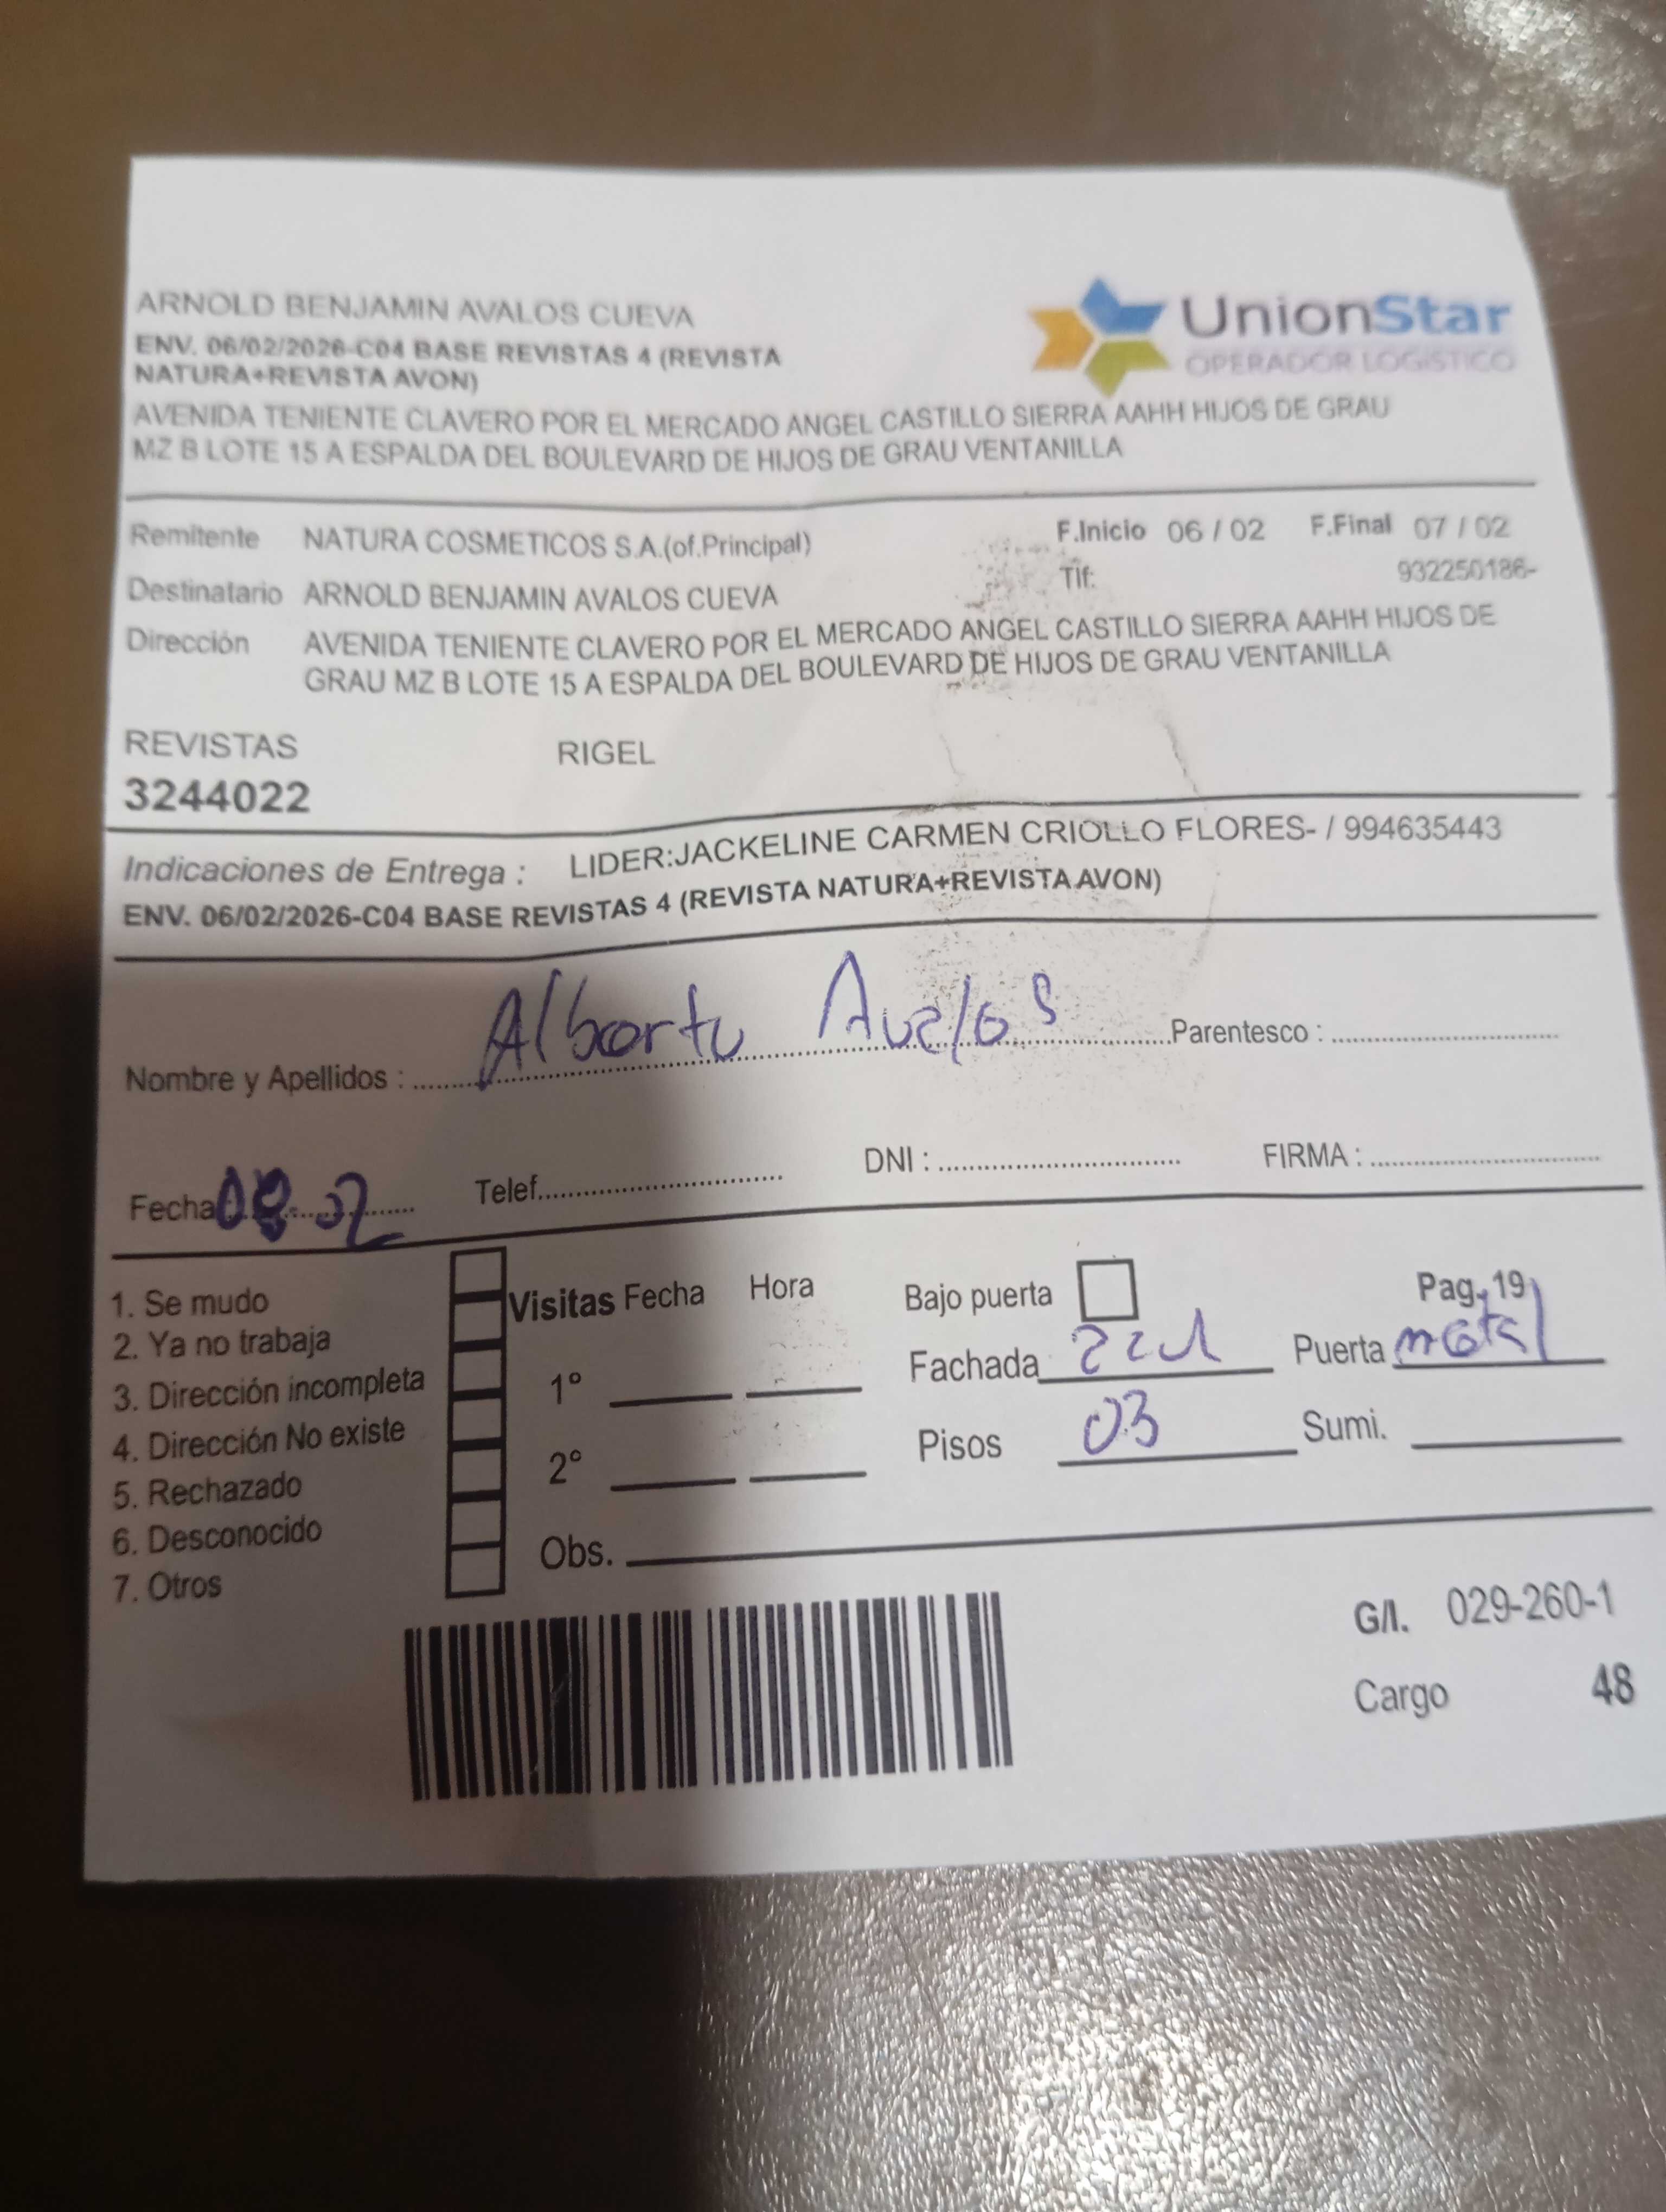 ARNOLD BENJAMIN AVALOS CUEVA
ENV. 06/02/2026-C04 BASE REVISTAS 4 (REVISTA
NATURA+REVISTA AVON)
UnionStar
OPERADOR LOGÍSTICO
AVENIDA TENIENTE CLAVERO POR EL MERCADO ANGEL CASTILLO SIERRA AAHH HIJOS DE GRAU
MZ B LOTE 15 A ESPALDA DEL BOULEVARD DE HIJOS DE GRAU VENTANILLA
Remitente NATURA COSMETICOS S.A.(of.Principal) F.Inicio 06 / 02 F.Final 07 / 02
Tlf: 932250186-
Destinatario ARNOLD BENJAMIN AVALOS CUEVA
Dirección AVENIDA TENIENTE CLAVERO POR EL MERCADO ANGEL CASTILLO SIERRA AAHH HIJOS DE
GRAU MZ B LOTE 15 A ESPALDA DEL BOULEVARD DE HIJOS DE GRAU VENTANILLA
REVISTAS RIGEL
3244022
Indicaciones de Entrega : LIDER:JACKELINE CARMEN CRIOLLO FLORES- / 994635443
ENV. 06/02/2026-C04 BASE REVISTAS 4 (REVISTA NATURA+REVISTA AVON)
Nombre y Apellidos : Alberto Avalos Parentesco :
Fecha 08-02 Telef. DNI : FIRMA :
1. Se mudo
2. Ya no trabaja
3. Dirección incompleta
4. Dirección No existe
5. Rechazado
6. Desconocido
7. Otros
Visitas Fecha Hora
1°
2°
Obs.
Bajo puerta Pag. 19
Fachada azul Puerta metal
Pisos 03 Sumi.
G/I. 029-260-1
Cargo 48